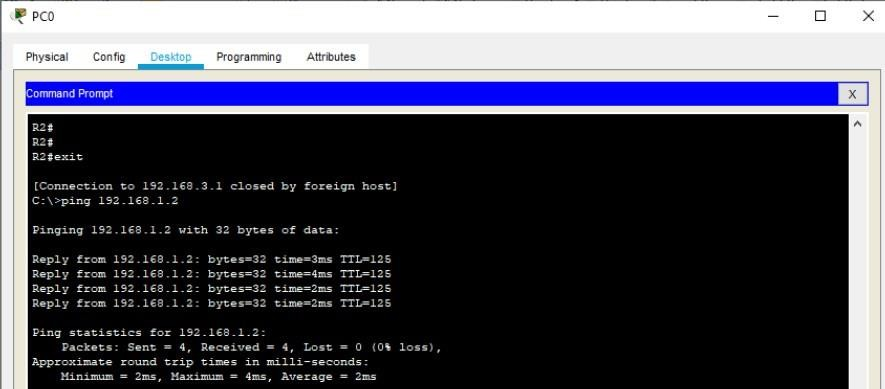 PC0
Physical Config Desktop Programming Attributes
Command Prompt
X
R2#
R2#
R2#exit
[Connection to 192.168.3.1 closed by foreign host]
C:\>ping 192.168.1.2
Pinging 192.168.1.2 with 32 bytes of data:
Reply from 192.168.1.2: bytes=32 time=3ms TTL=125
Reply from 192.168.1.2: bytes=32 time=4ms TTL=125
Reply from 192.168.1.2: bytes=32 time=2ms TTL=125
Reply from 192.168.1.2: bytes=32 time=2ms TTL=125
Ping statistics for 192.168.1.2:
Packets: Sent = 4, Received = 4, Lost = 0 (0% loss),
Approximate round trip times in milli-seconds:
Minimum = 2ms, Maximum = 4ms, Average = 2ms